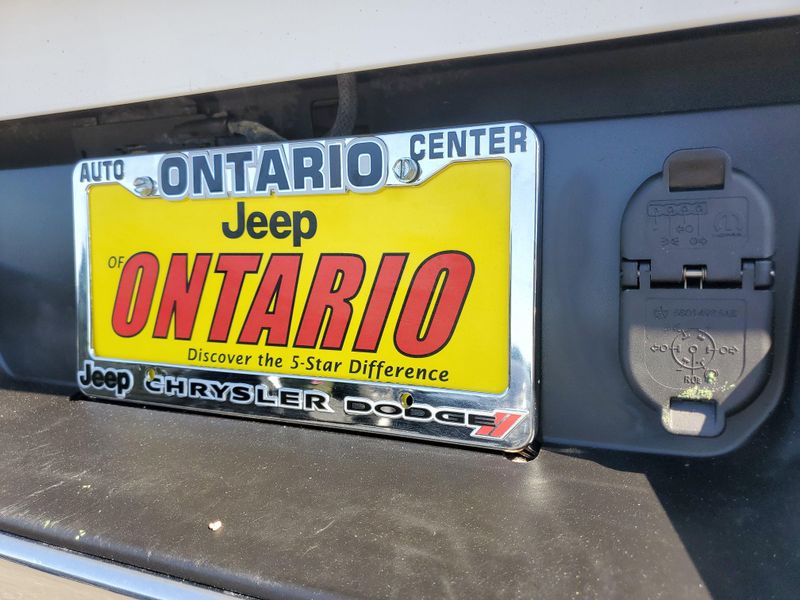 AUTO ONTARIO CENTER
Jeep
OF ONTARIO
Discover the 5-Star Difference
Jeep CHRYSLER DODGE